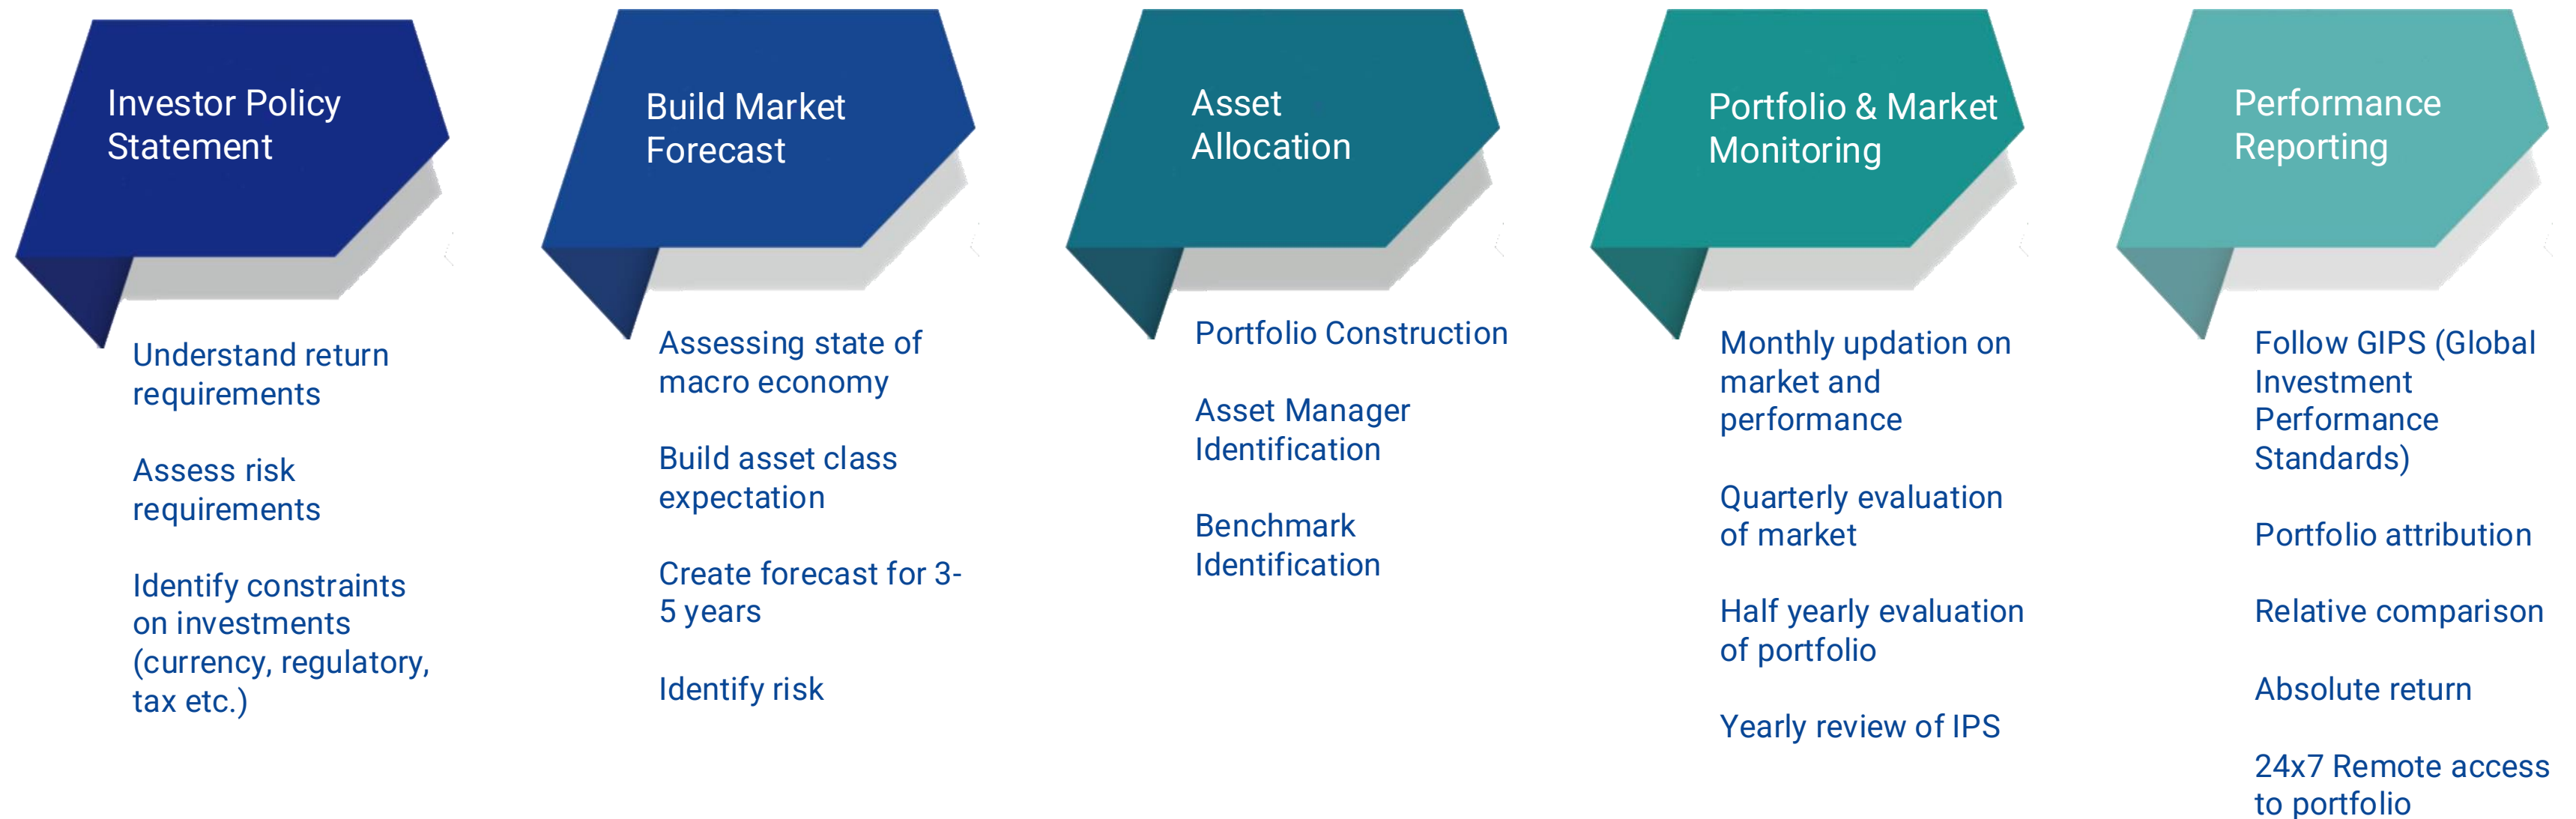 Investor Policy
Statement
Understand return
requirements
Assess risk
requirements
Identify constraints
on investments
(currency, regulatory,
tax etc.)
Build Market
Forecast
Assessing state of
macro economy
Build asset class
expectation
Create forecast for 3-
5 years
Identify risk
Asset
Allocation
Portfolio Construction
Asset Manager
Identification
Benchmark
Identification
Portfolio & Market
Monitoring
Monthly updation on
market and
performance
Quarterly evaluation
of market
Half yearly evaluation
of portfolio
Yearly review of IPS
Performance
Reporting
Follow GIPS (Global
Investment
Performance
Standards)
Portfolio attribution
Relative comparison
Absolute return
24x7 Remote access
to portfolio